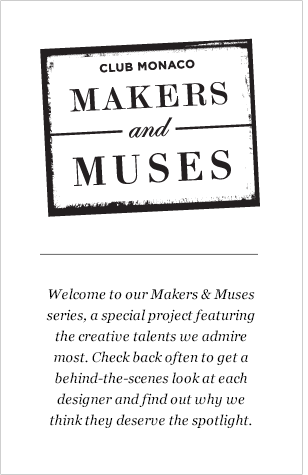 CLUB MONACO
MAKERS
and
MUSES
Welcome to our Makers & Muses
series, a special project featuring
the creative talents we admire
most. Check back often to get a
behind-the-scenes look at each
designer and find out why we
think they deserve the spotlight.